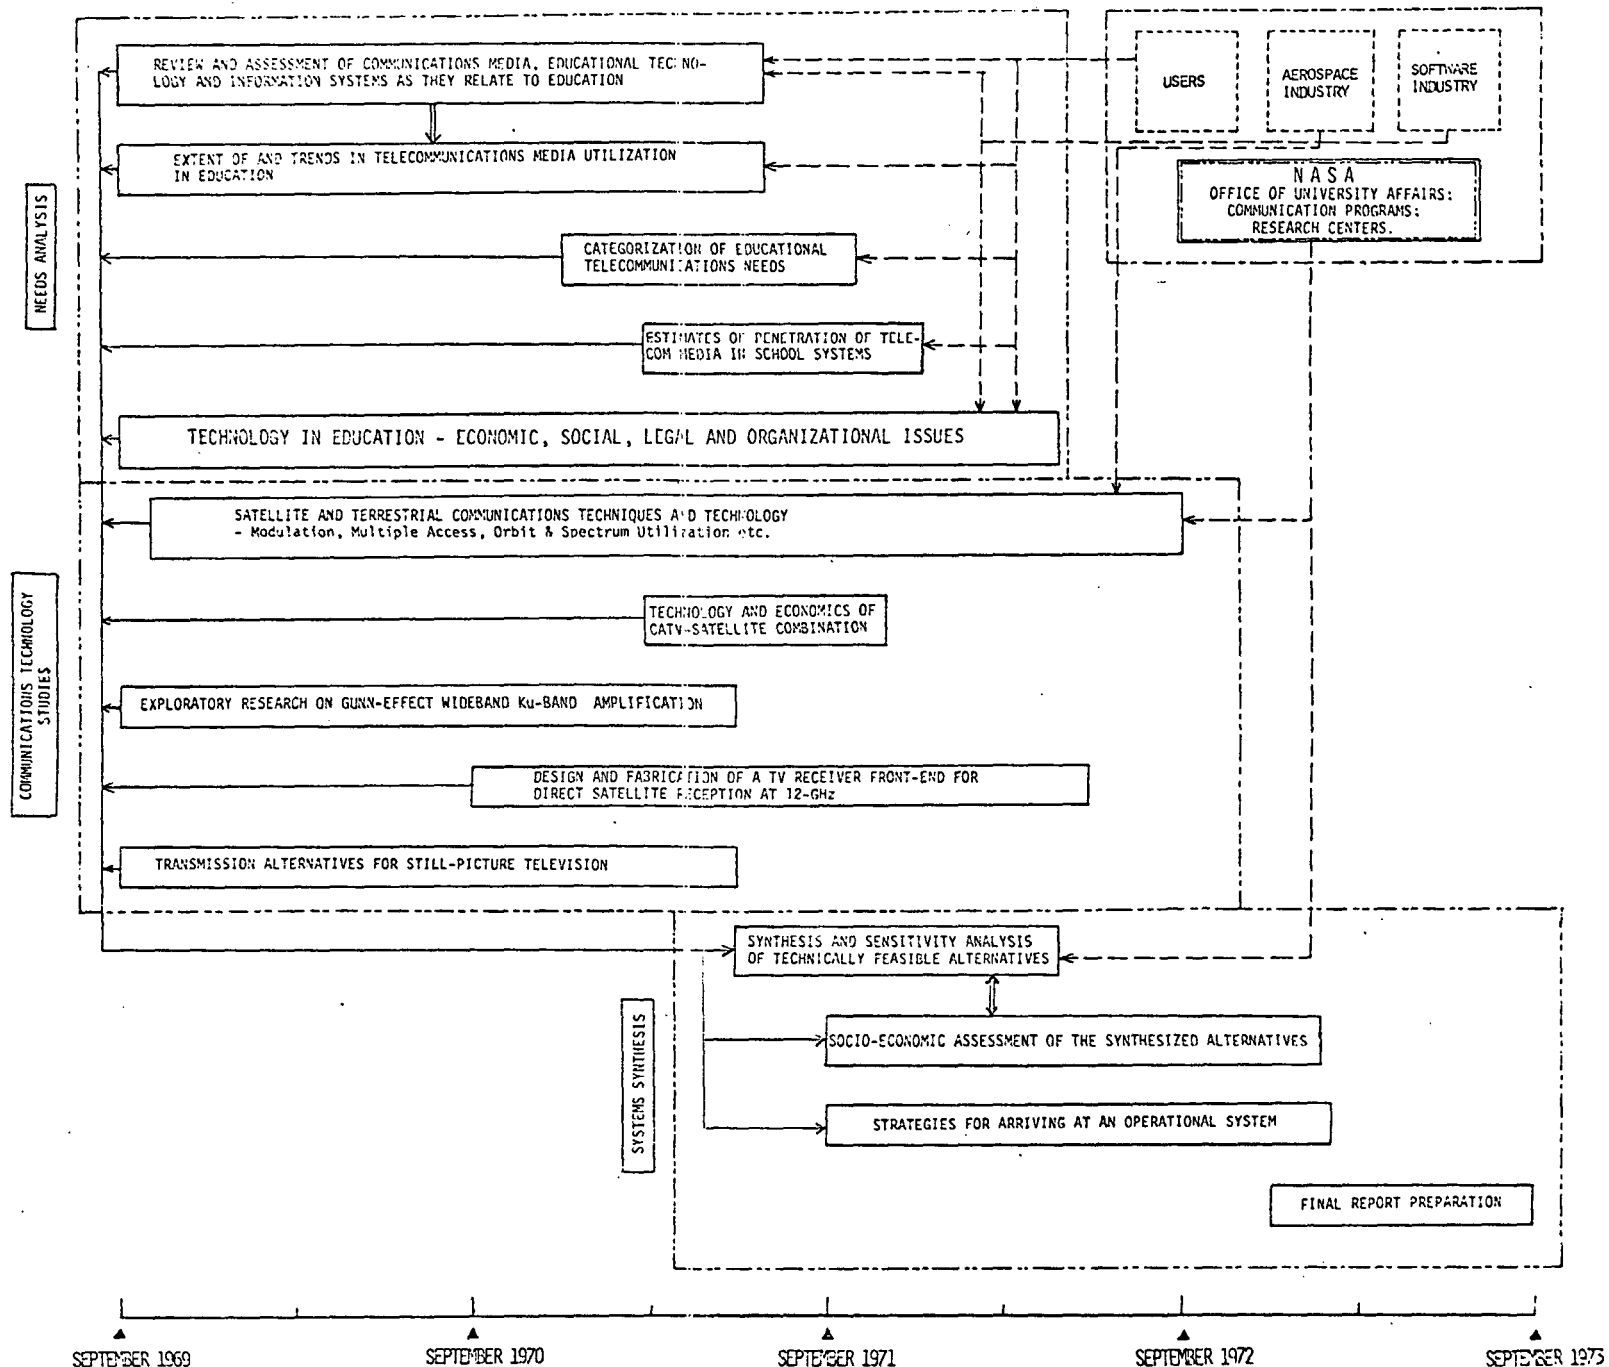 REVIEW AND ASSESSMENT OF COMMUNICATIONS MEDIA, EDUCATIONAL TECHNO-
LOGY AND INFORMATION SYSTEMS AS THEY RELATE TO EDUCATION
USERS
AEROSPACE
INDUSTRY
SOFTWARE
INDUSTRY
EXTENT OF AND TRENDS IN TELECOMMUNICATIONS MEDIA UTILIZATION
IN EDUCATION
N A S A
OFFICE OF UNIVERSITY AFFAIRS:
COMMUNICATION PROGRAMS:
RESEARCH CENTERS.
NEEDS ANALYSIS
CATEGORIZATION OF EDUCATIONAL
TELECOMMUNICATIONS NEEDS
ESTIMATES OF PENETRATION OF TELE-
COM MEDIA IN SCHOOL SYSTEMS
TECHNOLOGY IN EDUCATION - ECONOMIC, SOCIAL, LEGAL AND ORGANIZATIONAL ISSUES
SATELLITE AND TERRESTRIAL COMMUNICATIONS TECHNIQUES AND TECHNOLOGY
- Modulation, Multiple Access, Orbit & Spectrum Utilization etc.
COMMUNICATIONS TECHNOLOGY
STUDIES
TECHNOLOGY AND ECONOMICS OF
CATV-SATELLITE COMBINATION
EXPLORATORY RESEARCH ON GUNN-EFFECT WIDEBAND Ku-BAND AMPLIFICATION
DESIGN AND FABRICATION OF A TV RECEIVER FRONT-END FOR
DIRECT SATELLITE RECEPTION AT 12-GHz
TRANSMISSION ALTERNATIVES FOR STILL-PICTURE TELEVISION
SYNTHESIS AND SENSITIVITY ANALYSIS
OF TECHNICALLY FEASIBLE ALTERNATIVES
SYSTEMS SYNTHESIS
SOCIO-ECONOMIC ASSESSMENT OF THE SYNTHESIZED ALTERNATIVES
STRATEGIES FOR ARRIVING AT AN OPERATIONAL SYSTEM
FINAL REPORT PREPARATION
SEPTEMBER 1969
SEPTEMBER 1970
SEPTEMBER 1971
SEPTEMBER 1972
SEPTEMBER 1973